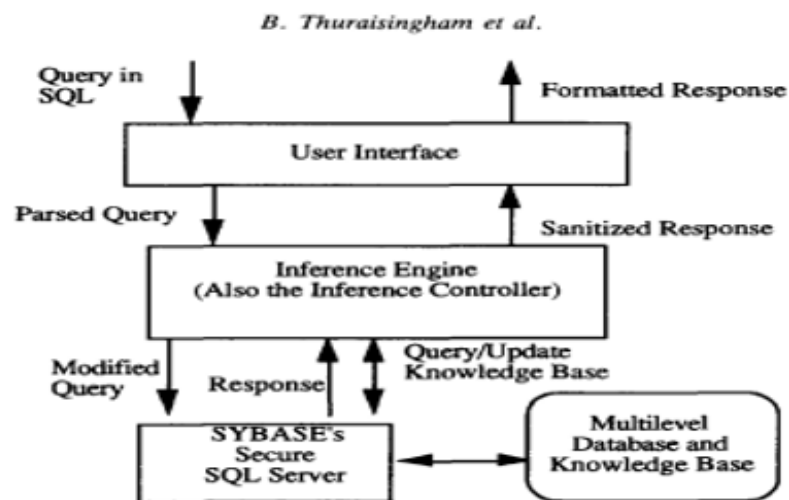 B. Thuraisingham et al.
Query in
SQL
Formatted Response
User Interface
Parsed Query
Sanitized Response
Inference Engine
(Also the Inference Controller)
Modified
Query
Response
Query/Update
Knowledge Base
SYBASE's
Secure
SQL Server
Multilevel
Database and
Knowledge Base